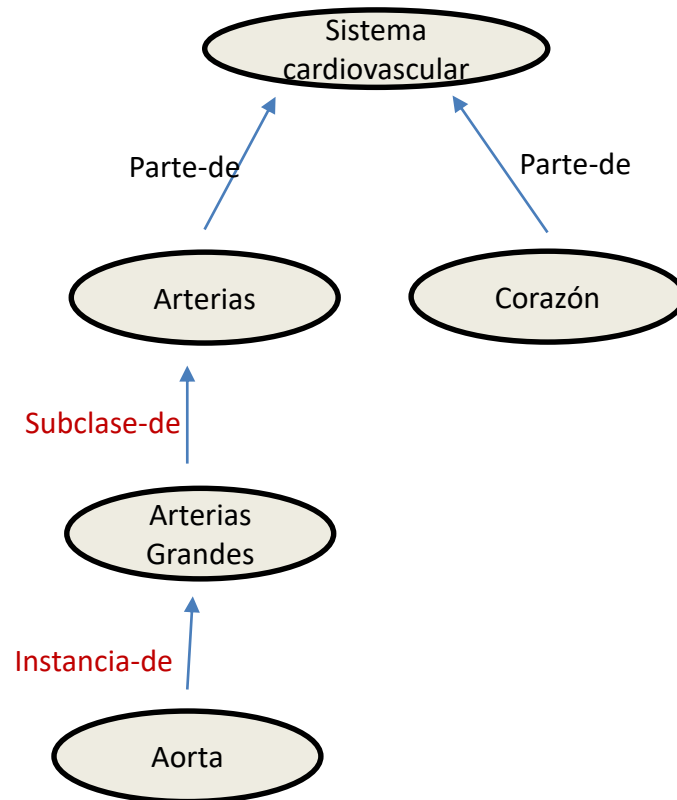 Sistema
cardiovascular
Parte-de
Parte-de
Arterias
Corazón
Subclase-de
Arterias
Grandes
Instancia-de
Aorta